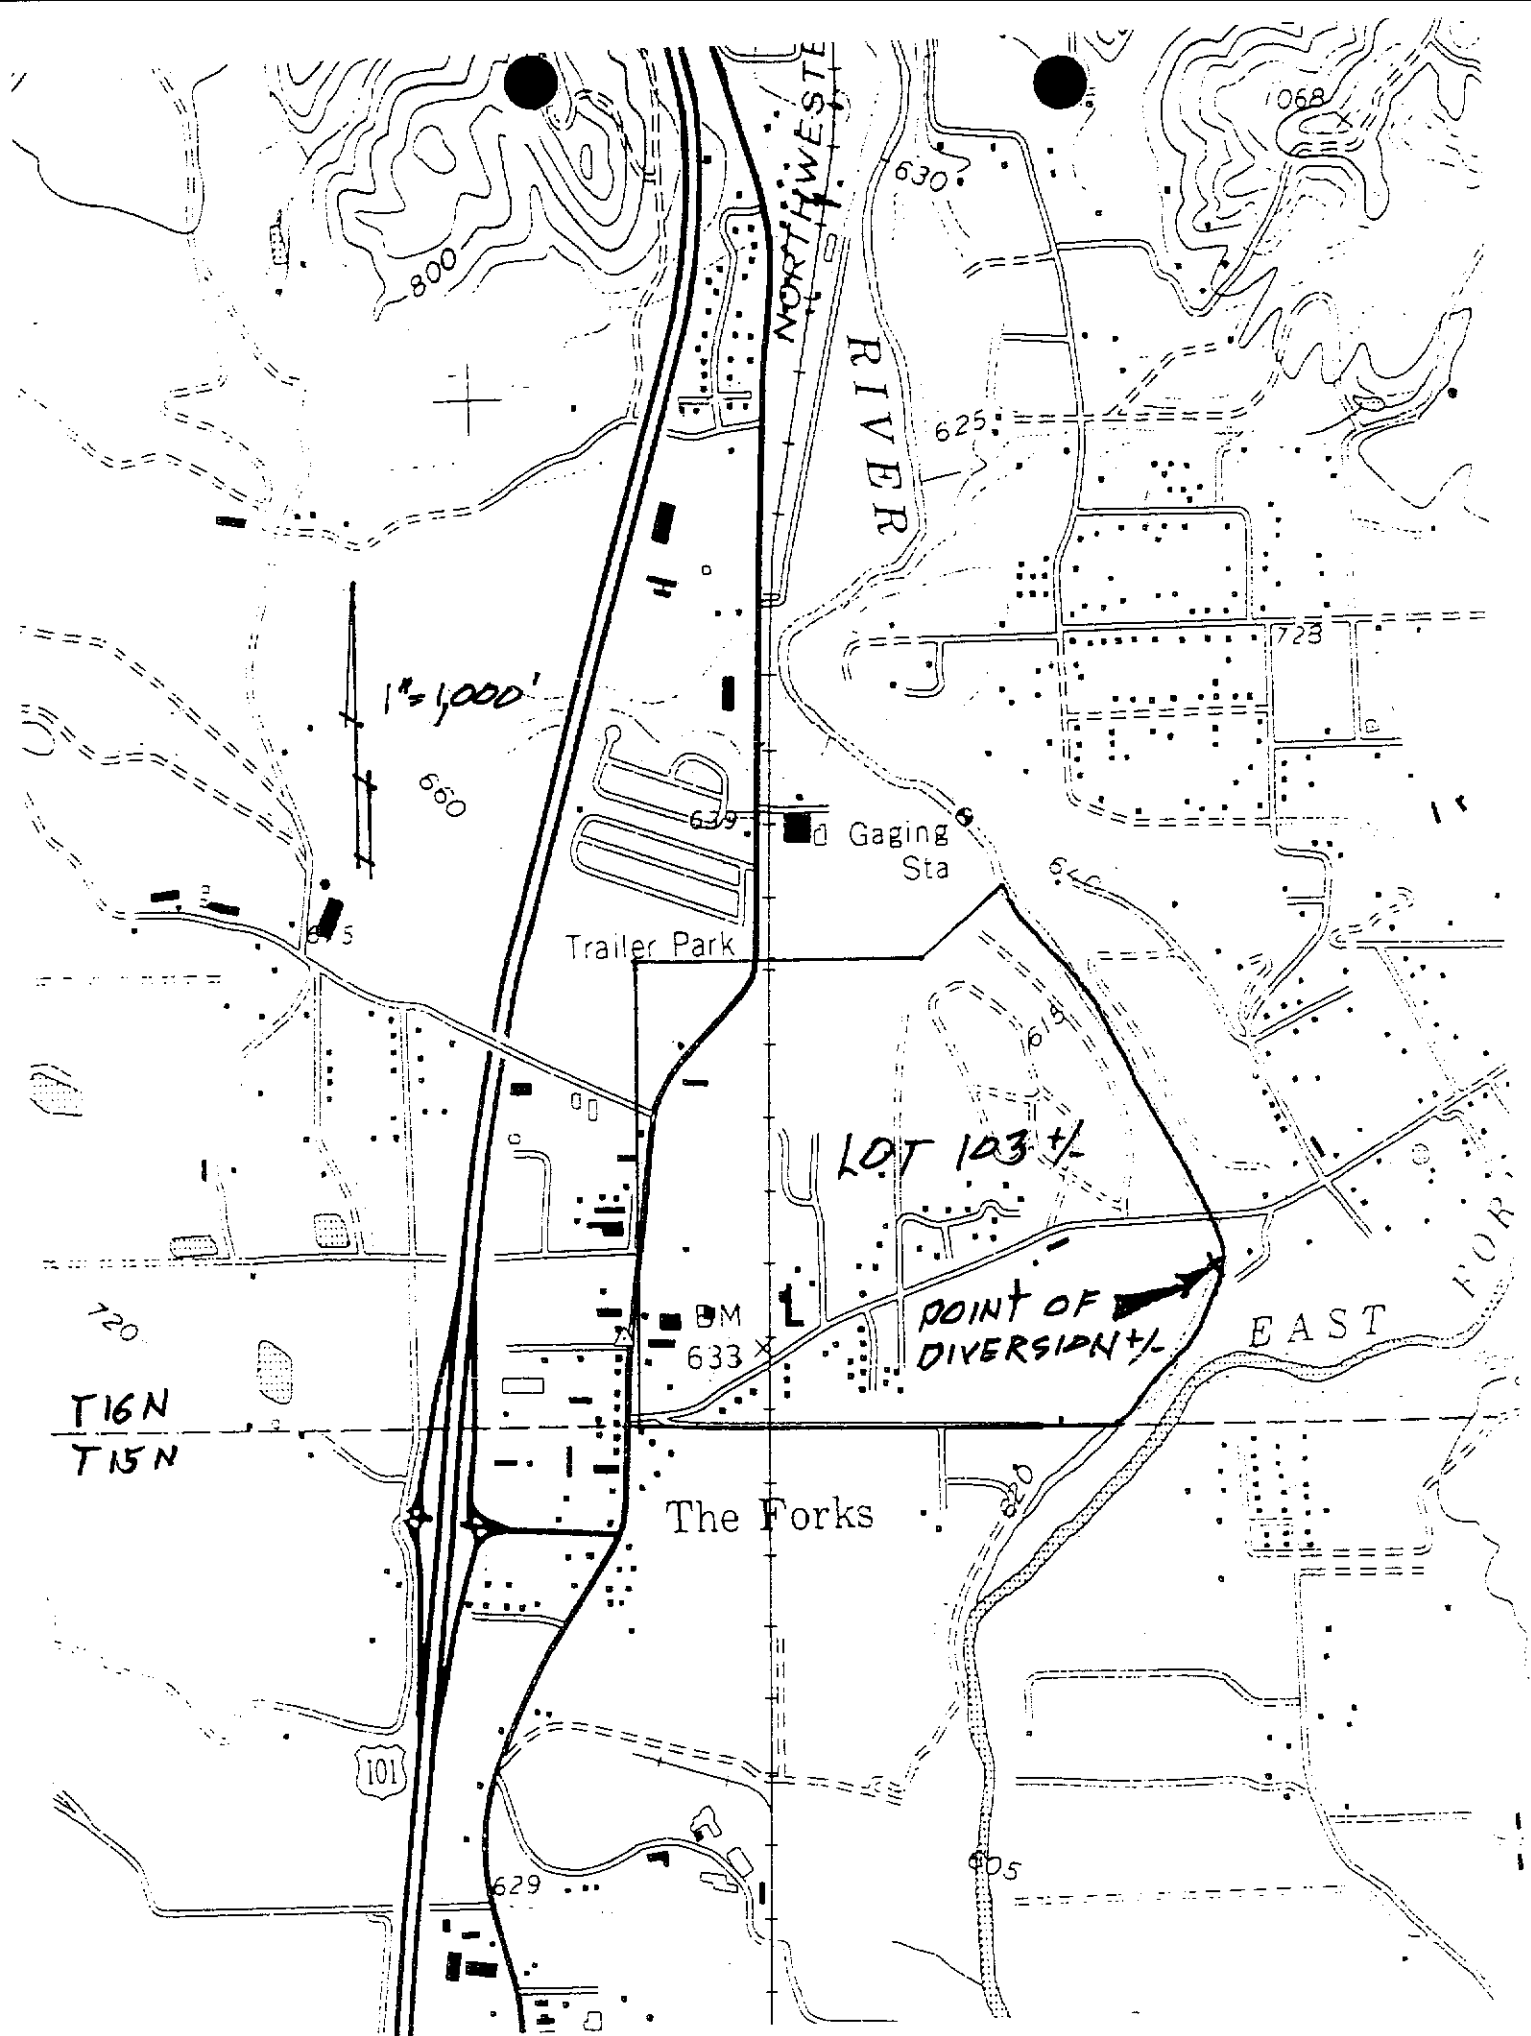 1068
NORTHWESTE
630
800
RIVER
625
723
1"=1,000'
660
639
Gaging
Sta
640
675
Trailer Park
615
LOT 103 +/-
FOR
720
BM
633
POINT OF
DIVERSION +/-
EAST
T16N
T15N
620
The Forks
101
605
629